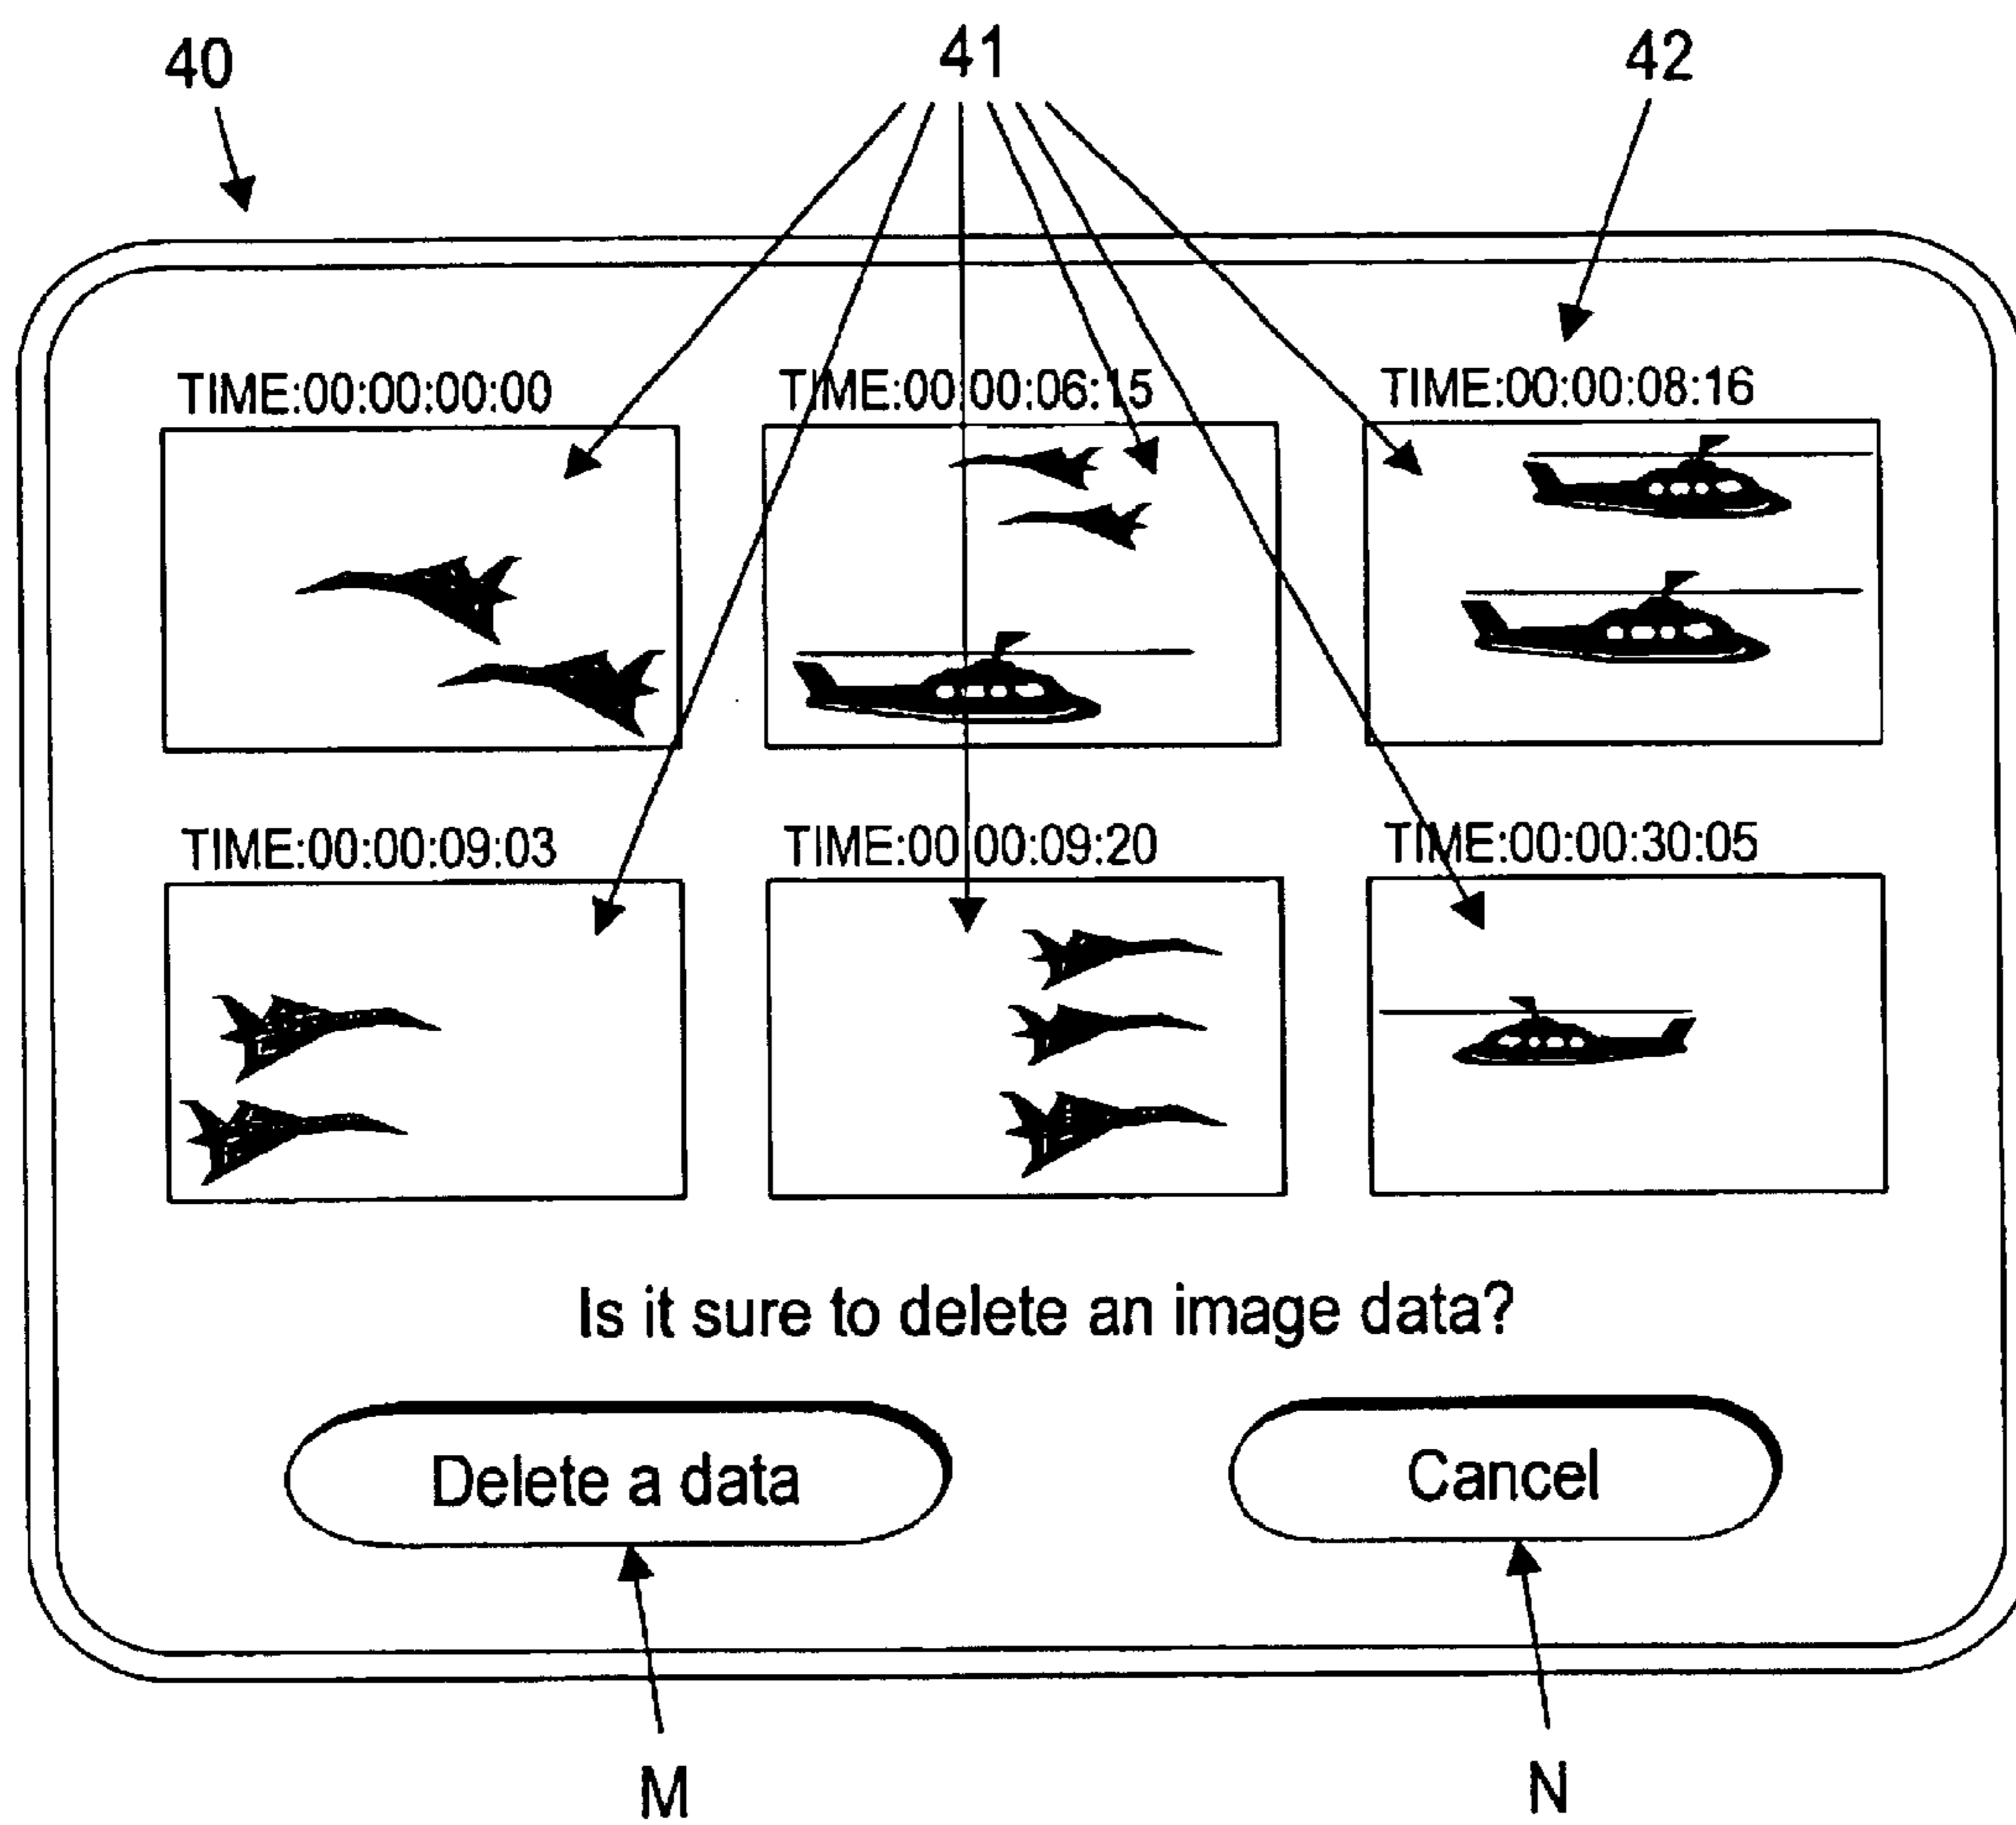 40
41
42
TIME:00:00:00:00
TIME:00:00:06:15
TIME:00:00:08:16
TIME:00:00:09:03
TIME:00:00:09:20
TIME:00:00:30:05
Is it sure to delete an image data?
Delete a data
Cancel
M
N